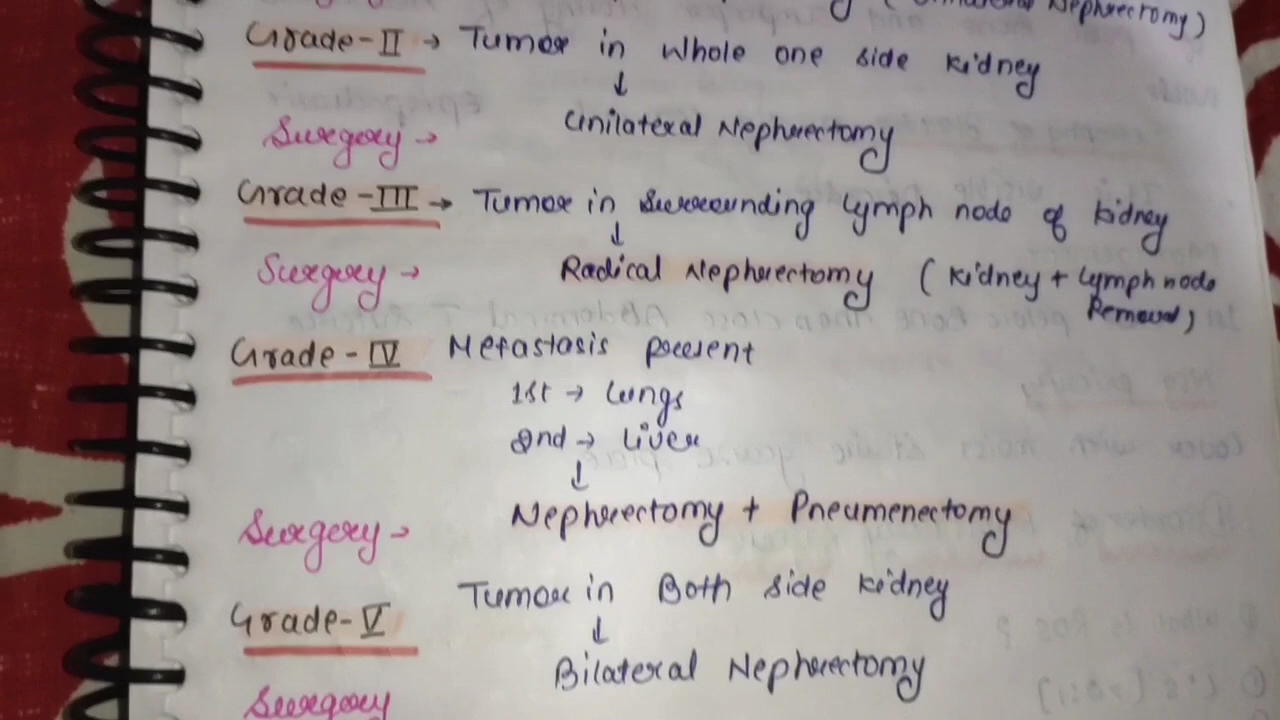 Nephrectomy)
Grade-II → Tumor in whole one side kidney
↓
Surgery → Unilateral Nephrectomy
Grade-III → Tumor in Surrounding lymph node of kidney
↓
Surgery → Radical Nephrectomy (kidney + lymph node Removal)
Grade-IV Metastasis present
1st → Lungs
2nd → Liver
↓
Surgery → Nephrectomy + Pneumenectomy
Grade-V Tumor in Both side kidney
↓
Bilateral Nephrectomy
Surgery